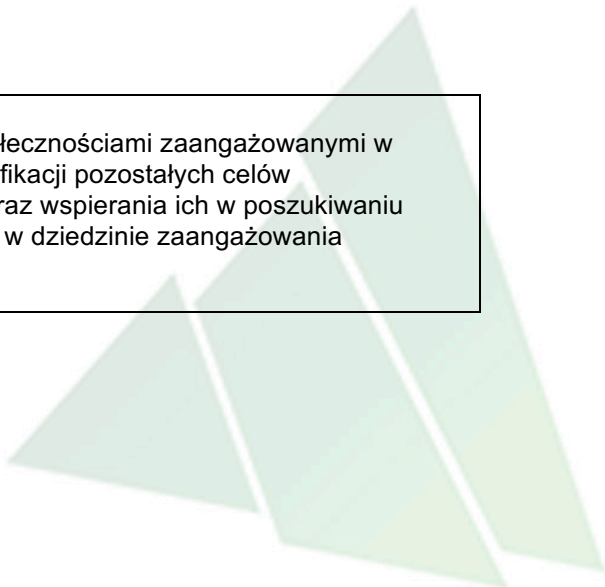 łecznościami zaangażowanymi w
fikacji pozostałych celów
raz wspierania ich w poszukiwaniu
w dziedzinie zaangażowania